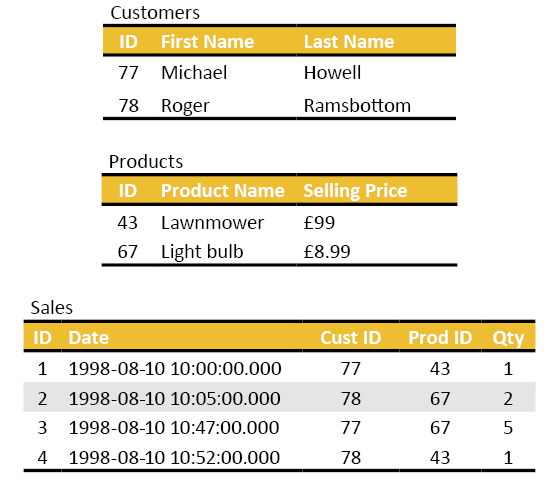 Customers
ID First Name Last Name
77 Michael Howell
78 Roger Ramsbottom
Products
ID Product Name Selling Price
43 Lawnmower £99
67 Light bulb £8.99
Sales
ID Date Cust ID Prod ID Qty
1 1998-08-10 10:00:00.000 77 43 1
2 1998-08-10 10:05:00.000 78 67 2
3 1998-08-10 10:47:00.000 77 67 5
4 1998-08-10 10:52:00.000 78 43 1